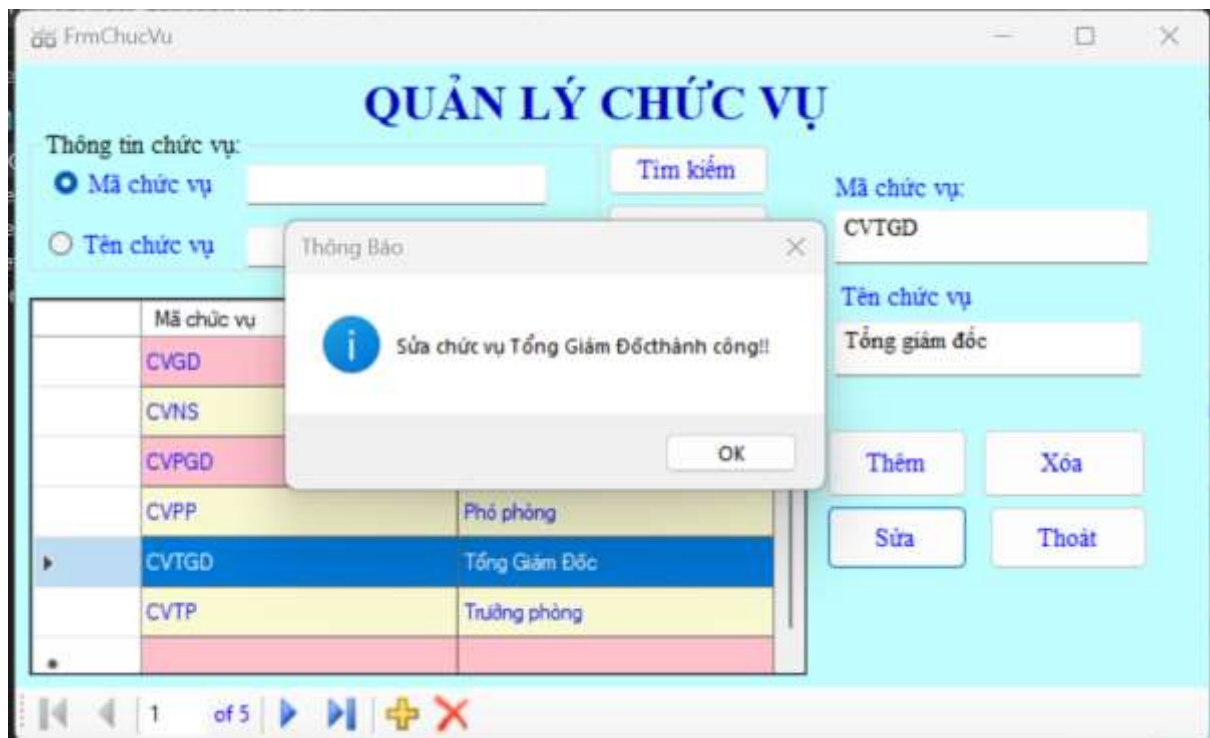 FrmChucVu
QUẢN LÝ CHỨC VỤ
Thông tin chức vụ:
Mã chức vụ
Tìm kiếm
Tên chức vụ
Mã chức vụ:
CVTGD
Tên chức vụ
Tổng giám đốc
Thông Báo
Sửa chức vụ Tổng Giám Đốcthành công!!
OK
Mã chức vụ
CVGD
CVNS
CVPGD
CVPP Phó phòng
CVTGD Tổng Giám Đốc
CVTP Trưởng phòng
Thêm Xóa
Sửa Thoát
1 of 5